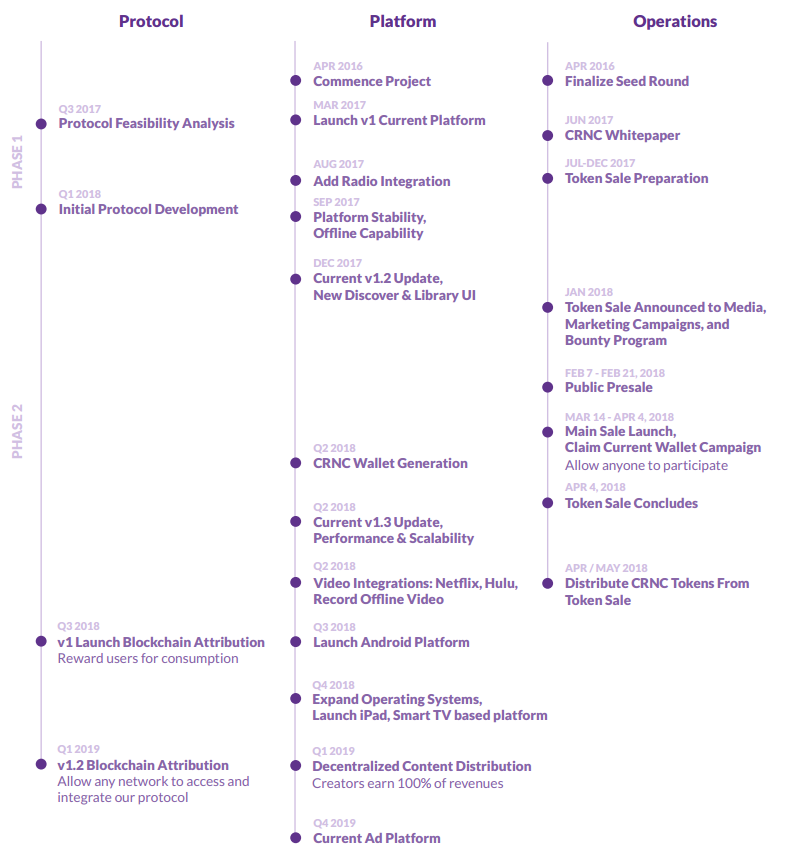 Protocol
Platform
Operations
PHASE 1
PHASE 2
Q3 2017
Protocol Feasibility Analysis
Q1 2018
Initial Protocol Development
Q3 2018
v1 Launch Blockchain Attribution
Reward users for consumption
Q1 2019
v1.2 Blockchain Attribution
Allow any network to access and
integrate our protocol
APR 2016
Commence Project
MAR 2017
Launch v1 Current Platform
AUG 2017
Add Radio Integration
SEP 2017
Platform Stability,
Offline Capability
DEC 2017
Current v1.2 Update,
New Discover & Library UI
Q2 2018
CRNC Wallet Generation
Q2 2018
Current v1.3 Update,
Performance & Scalability
Q2 2018
Video Integrations: Netflix, Hulu,
Record Offline Video
Q3 2018
Launch Android Platform
Q4 2018
Expand Operating Systems,
Launch iPad, Smart TV based platform
Q1 2019
Decentralized Content Distribution
Creators earn 100% of revenues
Q4 2019
Current Ad Platform
APR 2016
Finalize Seed Round
JUN 2017
CRNC Whitepaper
JUL-DEC 2017
Token Sale Preparation
JAN 2018
Token Sale Announced to Media,
Marketing Campaigns, and
Bounty Program
FEB 7 - FEB 21, 2018
Public Presale
MAR 14 - APR 4, 2018
Main Sale Launch,
Claim Current Wallet Campaign
Allow anyone to participate
APR 4, 2018
Token Sale Concludes
APR / MAY 2018
Distribute CRNC Tokens From
Token Sale